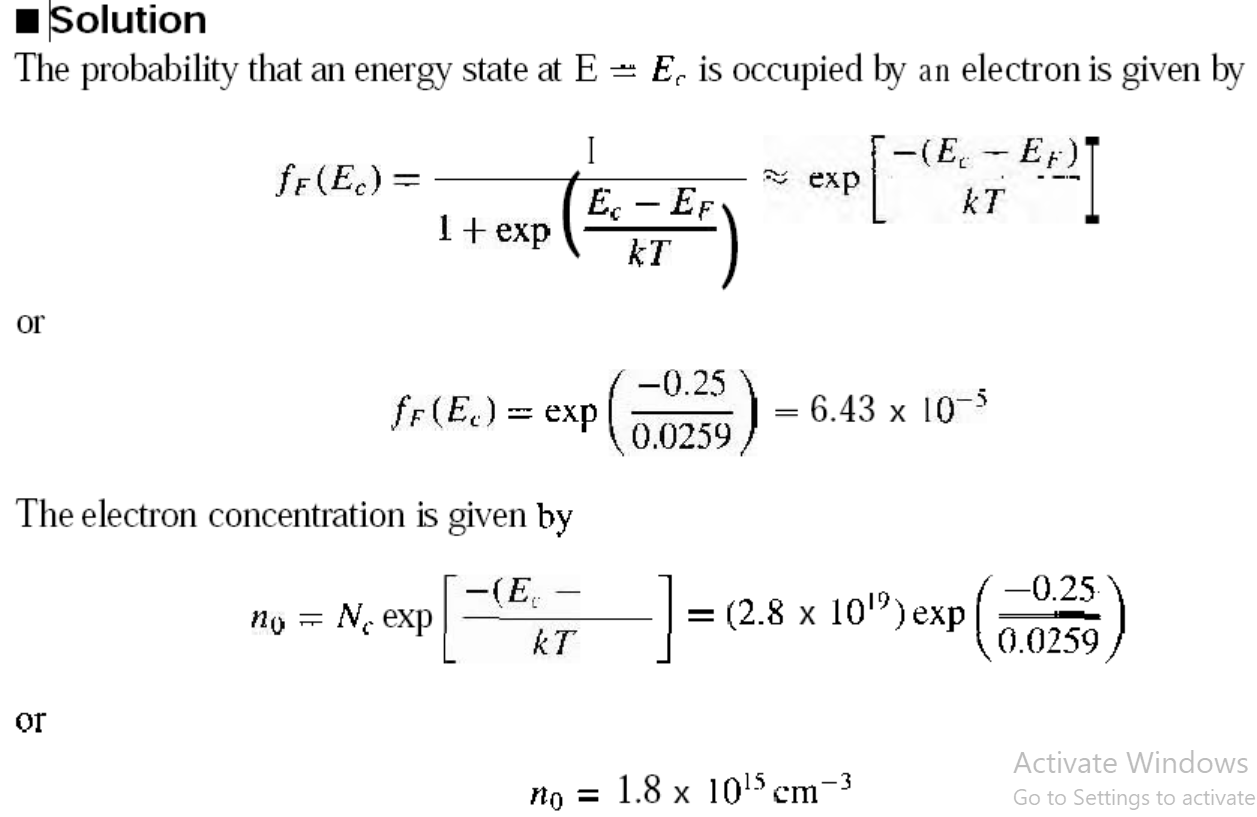 ■ Solution
The probability that an energy state at E = E_c is occupied by an electron is given by
f_F(E_c) = 1 / (1 + exp((E_c − E_F) / kT)) ≈ exp[−(E_c − E_F) / kT]
or
f_F(E_c) = exp(−0.25 / 0.0259) = 6.43 x 10^−5
The electron concentration is given by
n_0 = N_c exp[−(E_c − / kT] = (2.8 x 10^19) exp(−0.25 / 0.0259)
or
n_0 = 1.8 x 10^15 cm^−3
Activate Windows
Go to Settings to activate